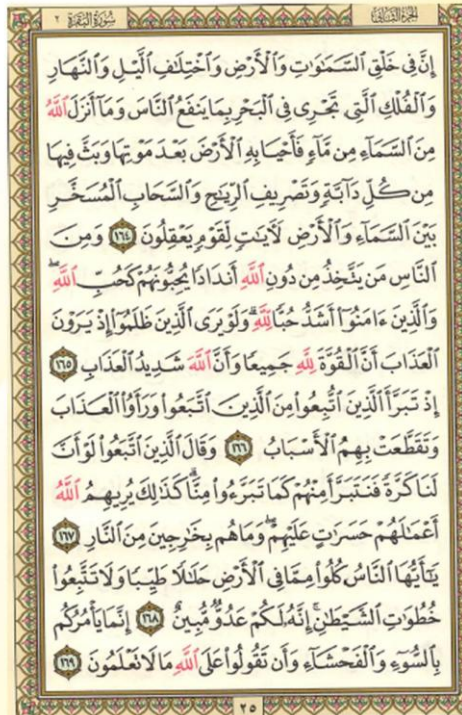 الجزء الثاني
سورة البقرة ٢
إِنَّ فِي خَلْقِ ٱلسَّمَٰوَٰتِ وَٱلْأَرْضِ وَٱخْتِلَٰفِ ٱلَّيْلِ وَٱلنَّهَارِ
وَٱلْفُلْكِ ٱلَّتِي تَجْرِي فِي ٱلْبَحْرِ بِمَا يَنفَعُ ٱلنَّاسَ وَمَآ أَنزَلَ ٱللَّهُ
مِنَ ٱلسَّمَآءِ مِن مَّآءٍ فَأَحْيَا بِهِ ٱلْأَرْضَ بَعْدَ مَوْتِهَا وَبَثَّ فِيهَا
مِن كُلِّ دَآبَّةٍ وَتَصْرِيفِ ٱلرِّيَٰحِ وَٱلسَّحَابِ ٱلْمُسَخَّرِ
بَيْنَ ٱلسَّمَآءِ وَٱلْأَرْضِ لَءَايَٰتٍ لِّقَوْمٍ يَعْقِلُونَ ١٦٤ وَمِنَ
ٱلنَّاسِ مَن يَتَّخِذُ مِن دُونِ ٱللَّهِ أَندَادًا يُحِبُّونَهُمْ كَحُبِّ ٱللَّهِۖ
وَٱلَّذِينَ ءَامَنُوٓا۟ أَشَدُّ حُبًّا لِّلَّهِۗ وَلَوْ يَرَى ٱلَّذِينَ ظَلَمُوٓا۟ إِذْ يَرَوْنَ
ٱلْعَذَابَ أَنَّ ٱلْقُوَّةَ لِلَّهِ جَمِيعًا وَأَنَّ ٱللَّهَ شَدِيدُ ٱلْعَذَابِ ١٦٥
إِذْ تَبَرَّأَ ٱلَّذِينَ ٱتُّبِعُوا۟ مِنَ ٱلَّذِينَ ٱتَّبَعُوا۟ وَرَأَوُا۟ ٱلْعَذَابَ
وَتَقَطَّعَتْ بِهِمُ ٱلْأَسْبَابُ ١٦٦ وَقَالَ ٱلَّذِينَ ٱتَّبَعُوا۟ لَوْ أَنَّ
لَنَا كَرَّةً فَنَتَبَرَّأَ مِنْهُمْ كَمَا تَبَرَّءُوا۟ مِنَّاۗ كَذَٰلِكَ يُرِيهِمُ ٱللَّهُ
أَعْمَٰلَهُمْ حَسَرَٰتٍ عَلَيْهِمْۖ وَمَا هُم بِخَٰرِجِينَ مِنَ ٱلنَّارِ ١٦٧
يَٰٓأَيُّهَا ٱلنَّاسُ كُلُوا۟ مِمَّا فِي ٱلْأَرْضِ حَلَٰلًا طَيِّبًا وَلَا تَتَّبِعُوا۟
خُطُوَٰتِ ٱلشَّيْطَٰنِۚ إِنَّهُۥ لَكُمْ عَدُوٌّ مُّبِينٌ ١٦٨ إِنَّمَا يَأْمُرُكُم
بِٱلسُّوٓءِ وَٱلْفَحْشَآءِ وَأَن تَقُولُوا۟ عَلَى ٱللَّهِ مَا لَا تَعْلَمُونَ ١٦٩
٢٥